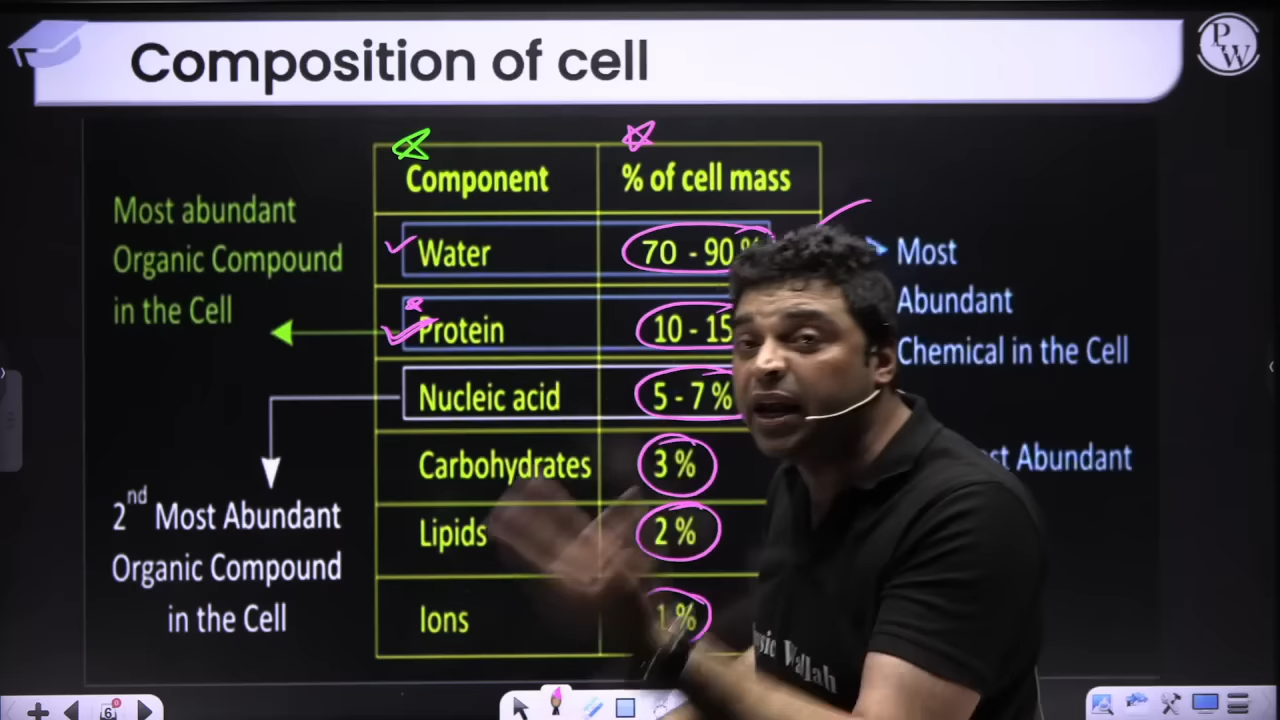 Composition of cell
P
W
Component
% of cell mass
Water
70 - 90 %
Protein
10 - 15
Nucleic acid
5 - 7 %
Carbohydrates
3 %
Lipids
2 %
Ions
1 %
Most abundant
Organic Compound
in the Cell
2nd Most Abundant
Organic Compound
in the Cell
Most
Abundant
Chemical in the Cell
Abundant
Wallah
6